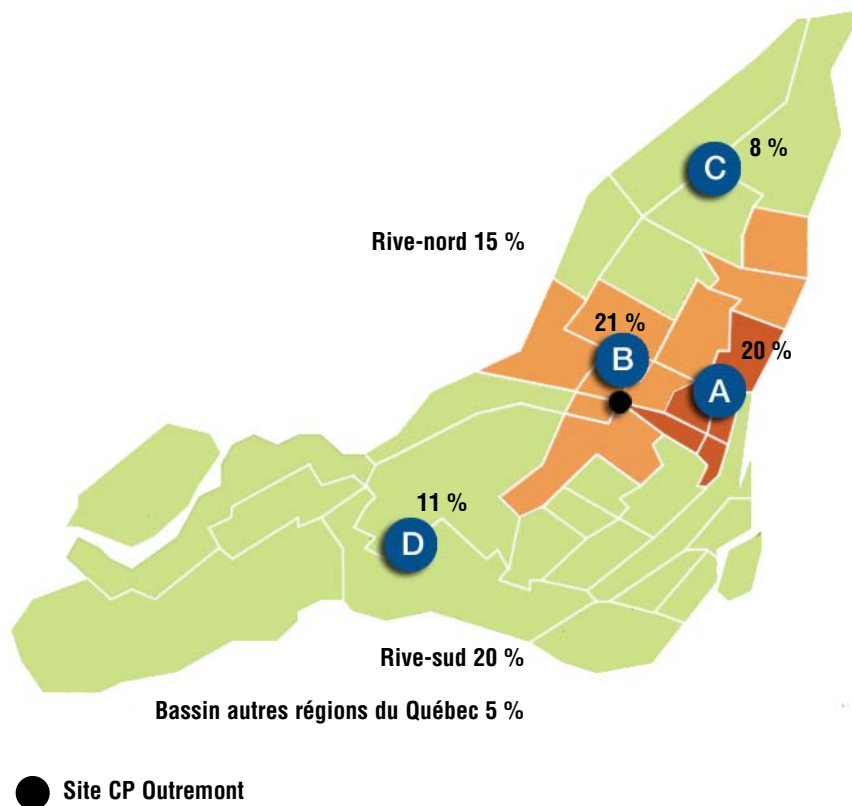 8 %
C
Rive-nord 15 %
21 %
B
20 %
A
11 %
D
Rive-sud 20 %
Bassin autres régions du Québec 5 %
Site CP Outremont